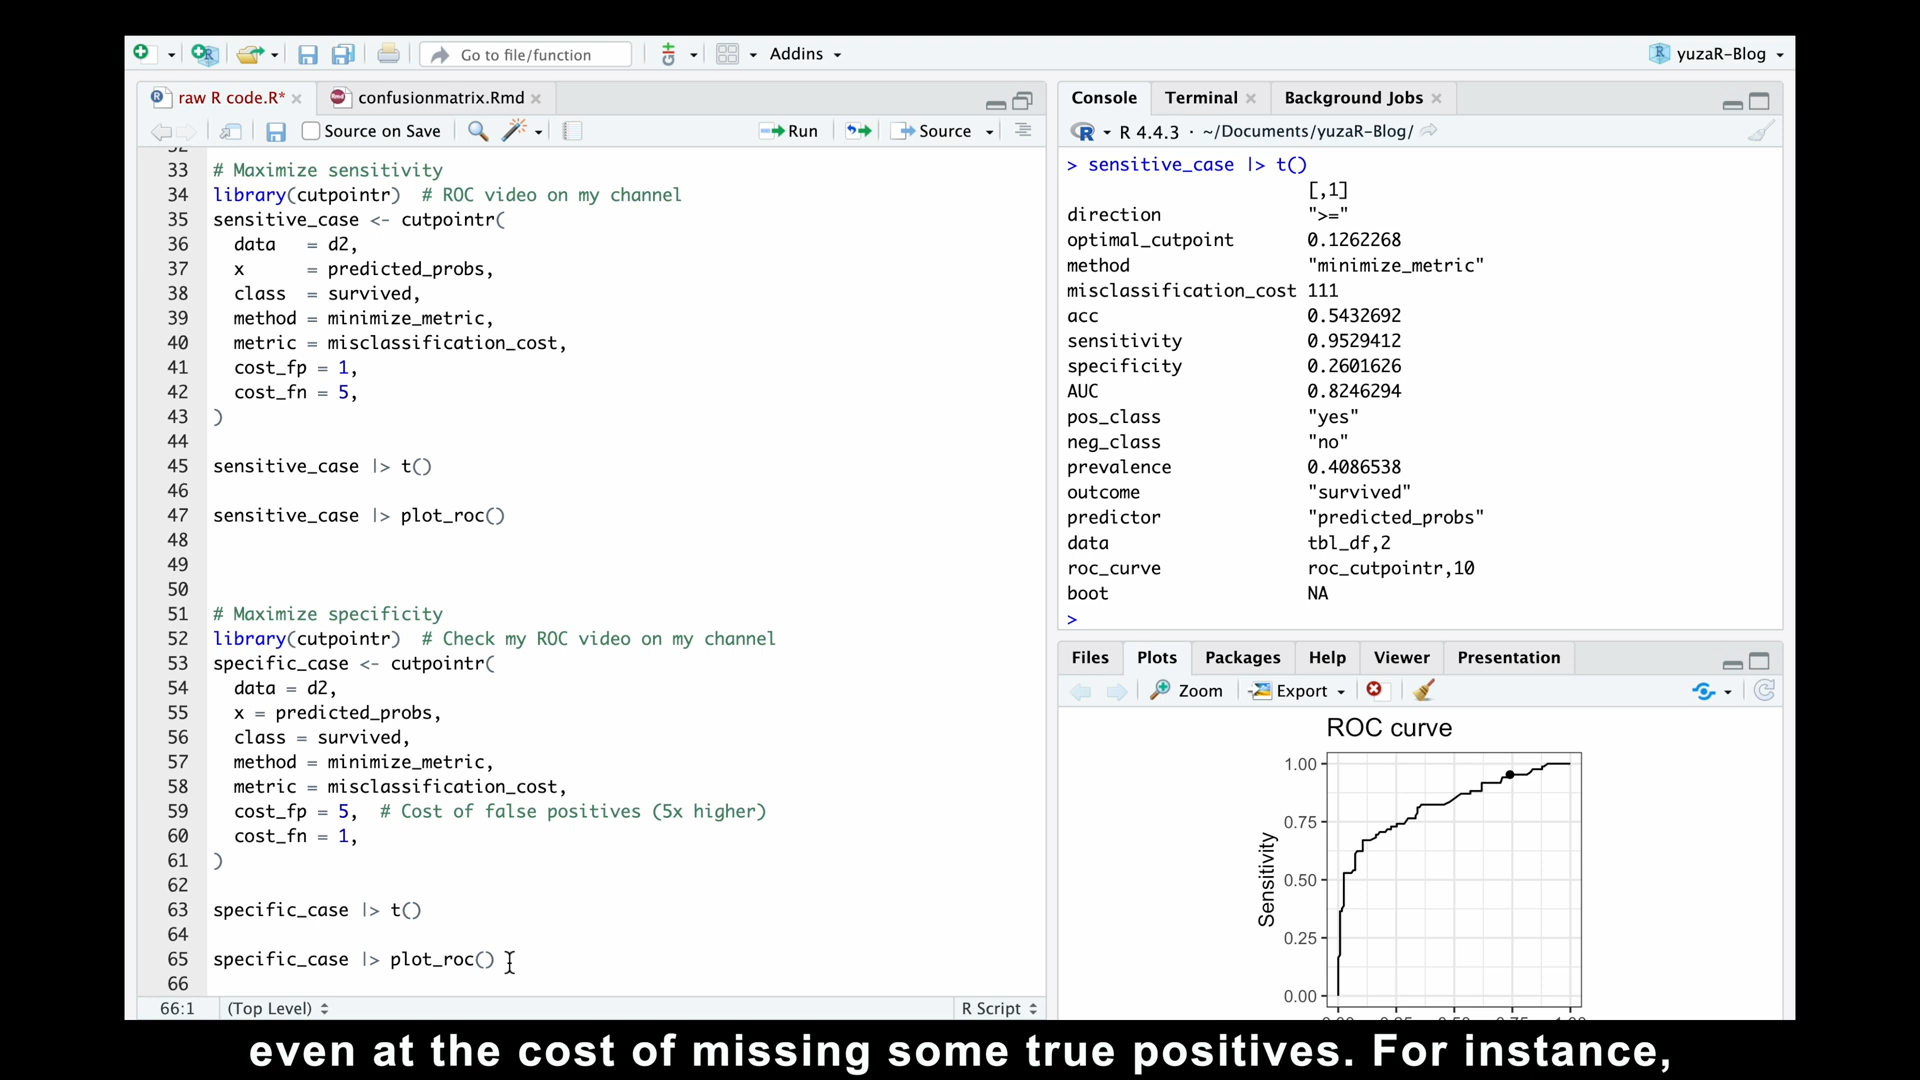 Go to file/function
Addins
yuzaR-Blog
raw R code.R*
confusionmatrix.Rmd
Source on Save
Run
Source
33 # Maximize sensitivity
34 library(cutpointr)  # ROC video on my channel
35 sensitive_case <- cutpointr(
36   data   = d2,
37   x      = predicted_probs,
38   class  = survived,
39   method = minimize_metric,
40   metric = misclassification_cost,
41   cost_fp = 1,
42   cost_fn = 5,
43 )
44
45 sensitive_case |> t()
46
47 sensitive_case |> plot_roc()
48
49
50
51 # Maximize specificity
52 library(cutpointr)  # Check my ROC video on my channel
53 specific_case <- cutpointr(
54   data = d2,
55   x = predicted_probs,
56   class = survived,
57   method = minimize_metric,
58   metric = misclassification_cost,
59   cost_fp = 5,  # Cost of false positives (5x higher)
60   cost_fn = 1,
61 )
62
63 specific_case |> t()
64
65 specific_case |> plot_roc()
66
66:1 (Top Level) R Script
Console Terminal Background Jobs
R 4.4.3 · ~/Documents/yuzaR-Blog/
> sensitive_case |> t()
[,1]
direction ">="
optimal_cutpoint 0.1262268
method "minimize_metric"
misclassification_cost 111
acc 0.5432692
sensitivity 0.9529412
specificity 0.2601626
AUC 0.8246294
pos_class "yes"
neg_class "no"
prevalence 0.4086538
outcome "survived"
predictor "predicted_probs"
data tbl_df,2
roc_curve roc_cutpointr,10
boot NA
>
Files Plots Packages Help Viewer Presentation
Zoom Export
ROC curve
1.00
0.75
0.50
0.25
0.00
Sensitivity
even at the cost of missing some true positives. For instance,